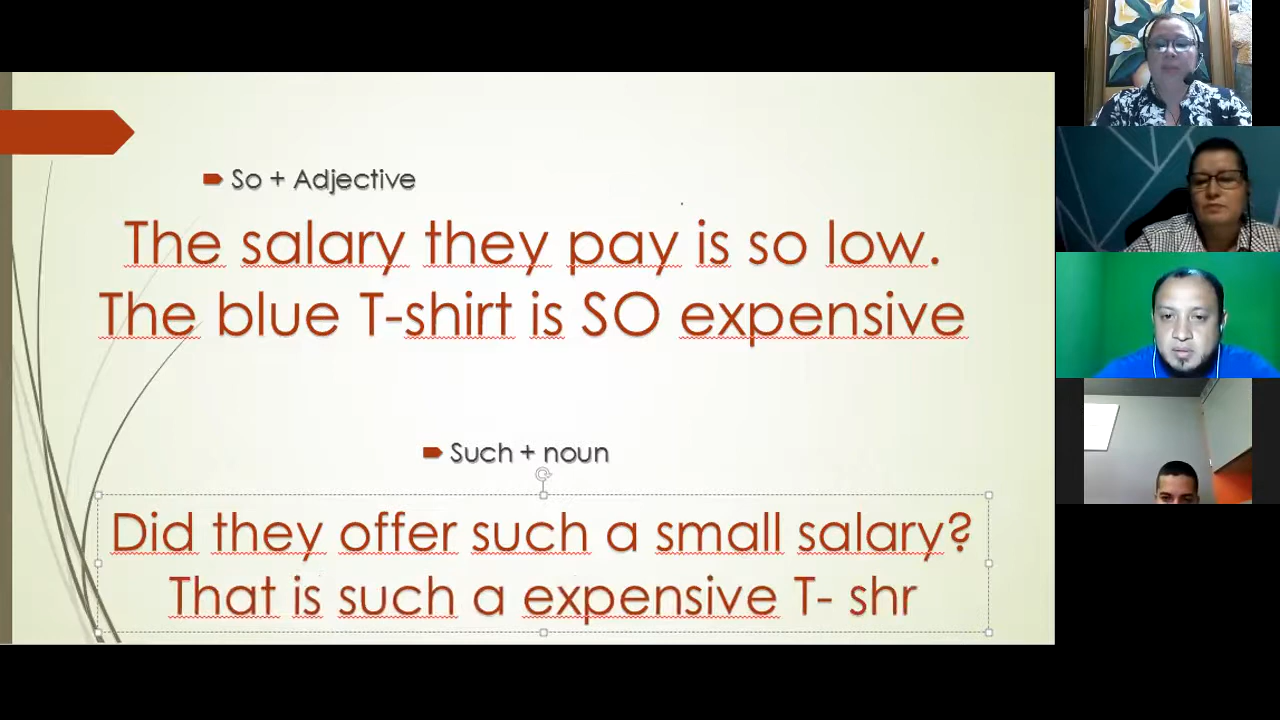 So + Adjective
The salary they pay is so low.
The blue T-shirt is SO expensive
Such + noun
Did they offer such a small salary?
That is such a expensive T- shr